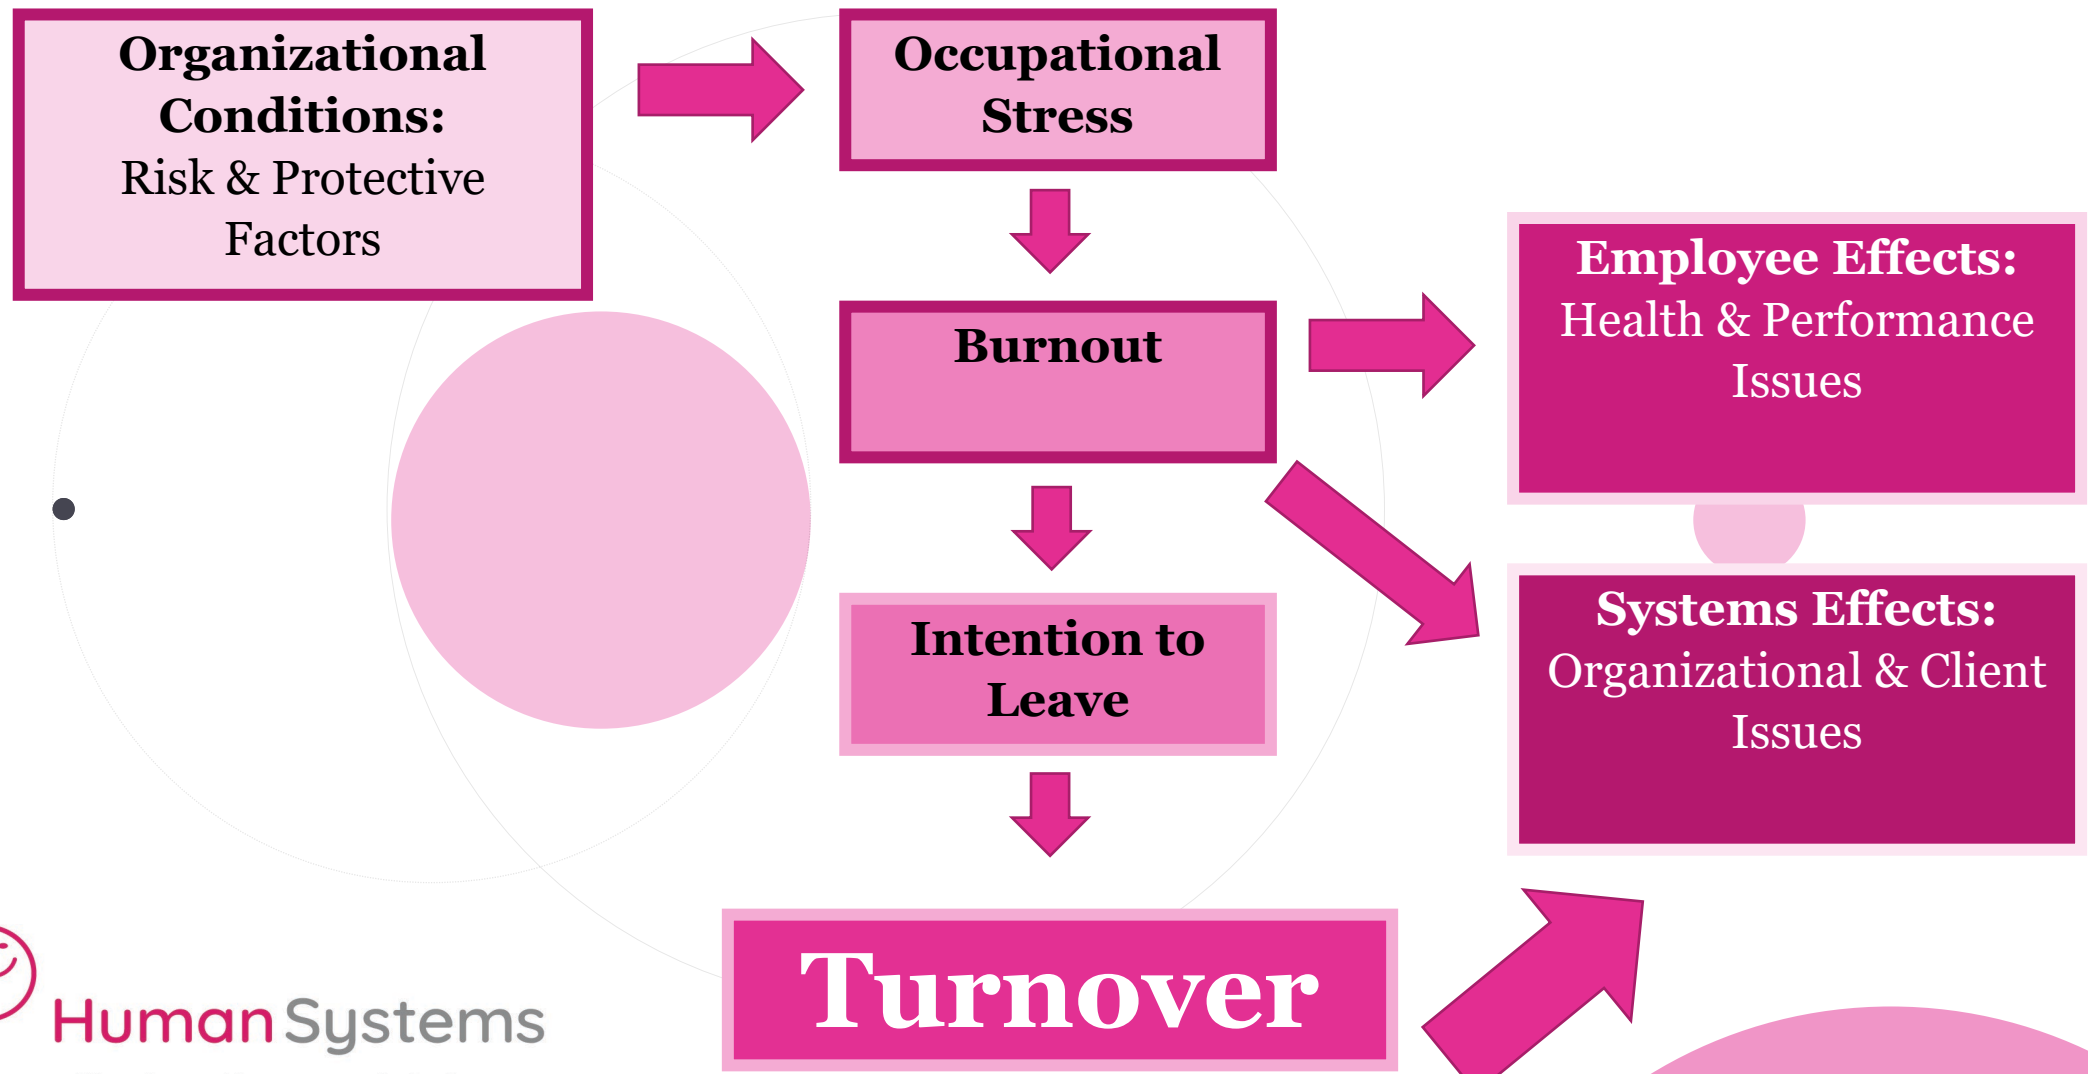 Organizational
Conditions:
Risk & Protective
Factors
Occupational
Stress
Burnout
Intention to
Leave
Turnover
Employee Effects:
Health & Performance
Issues
Systems Effects:
Organizational & Client
Issues
Human Systems